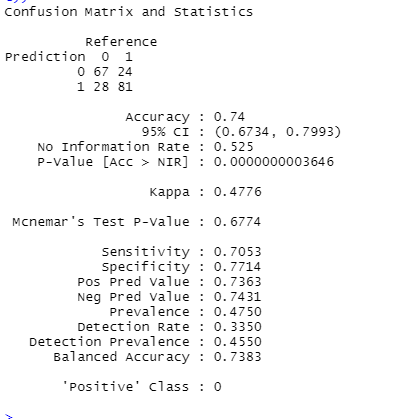 Confusion Matrix and Statistics
Reference
Prediction 0 1
0 67 24
1 28 81
Accuracy : 0.74
95% CI : (0.6734, 0.7993)
No Information Rate : 0.525
P-Value [Acc > NIR] : 0.0000000003646
Kappa : 0.4776
Mcnemar's Test P-Value : 0.6774
Sensitivity : 0.7053
Specificity : 0.7714
Pos Pred Value : 0.7363
Neg Pred Value : 0.7431
Prevalence : 0.4750
Detection Rate : 0.3350
Detection Prevalence : 0.4550
Balanced Accuracy : 0.7383
'Positive' Class : 0
>